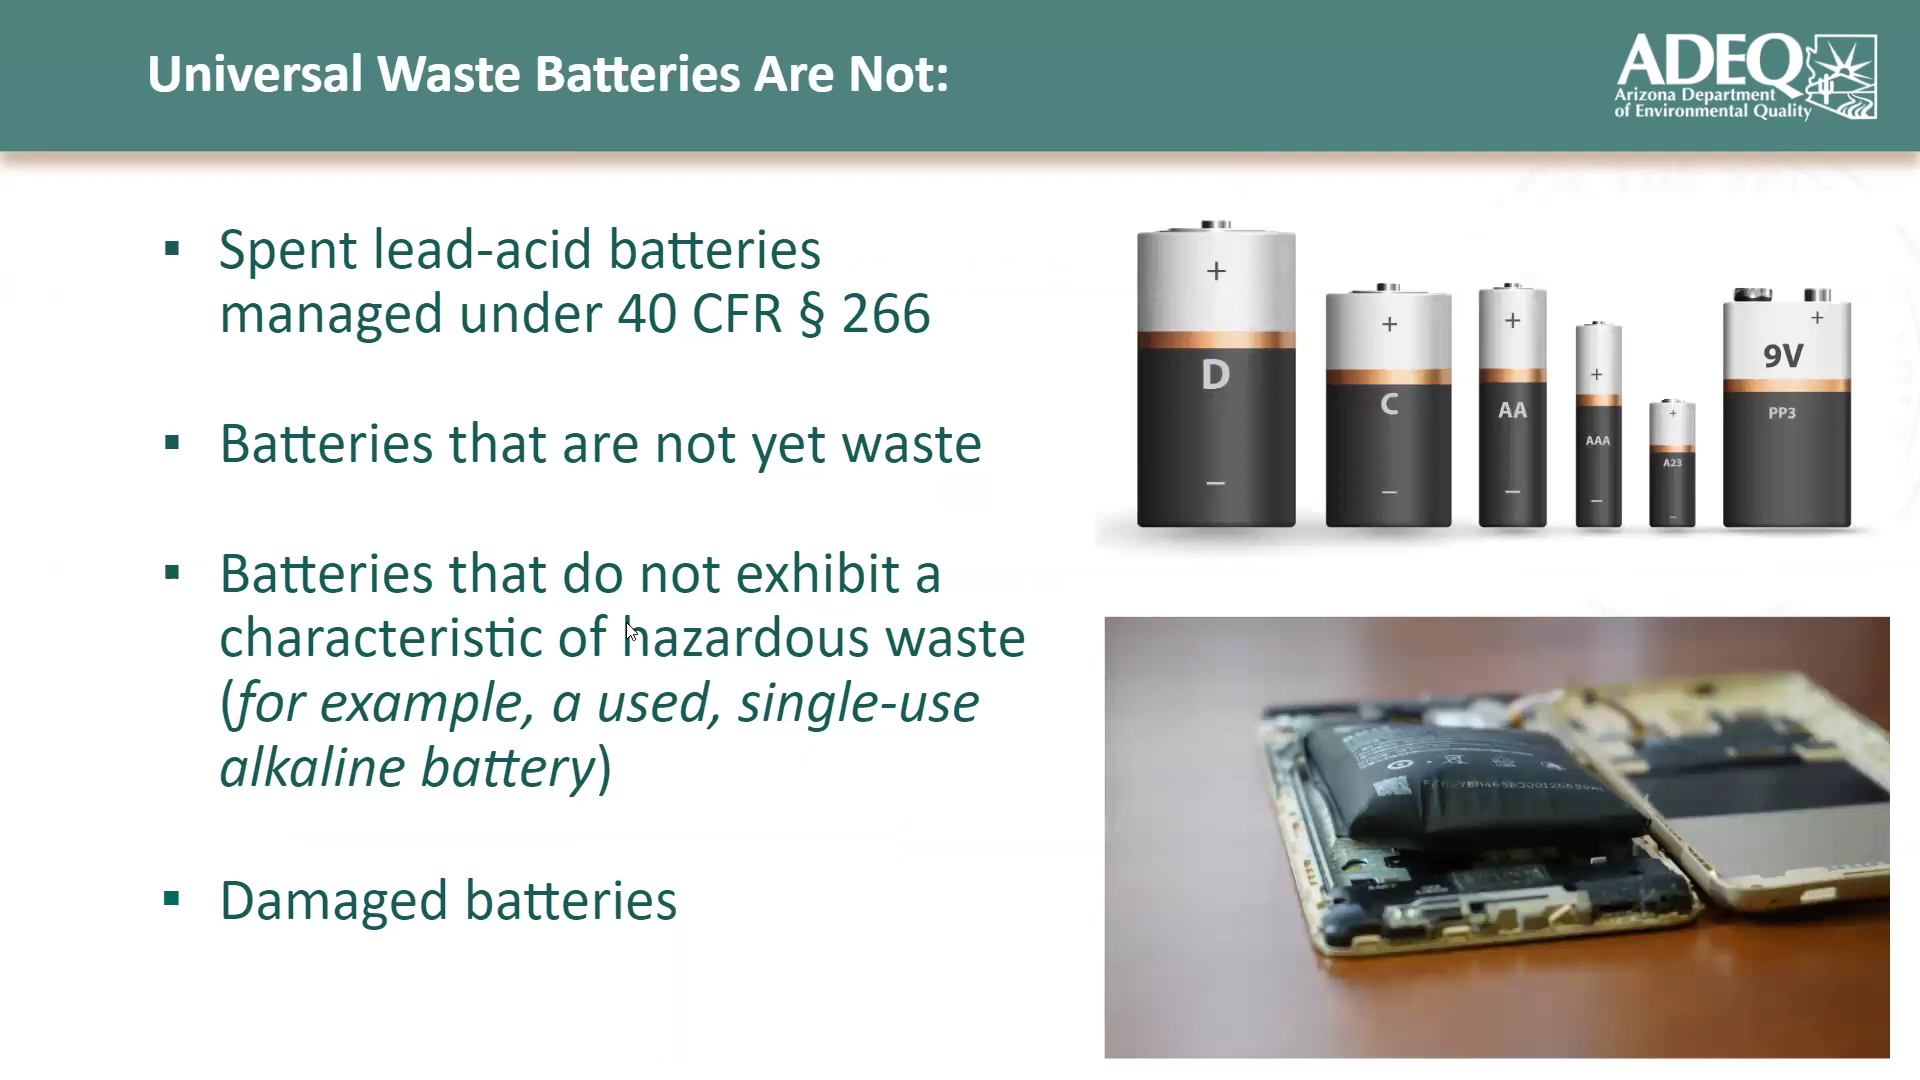 Universal Waste Batteries Are Not:
ADEQ
Arizona Department
of Environmental Quality
▪ Spent lead-acid batteries
managed under 40 CFR § 266
▪ Batteries that are not yet waste
▪ Batteries that do not exhibit a
characteristic of hazardous waste
(for example, a used, single-use
alkaline battery)
▪ Damaged batteries
+
D
–
+
C
–
+
AA
–
+
AAA
–
+
A23
–
+
9V
PP3